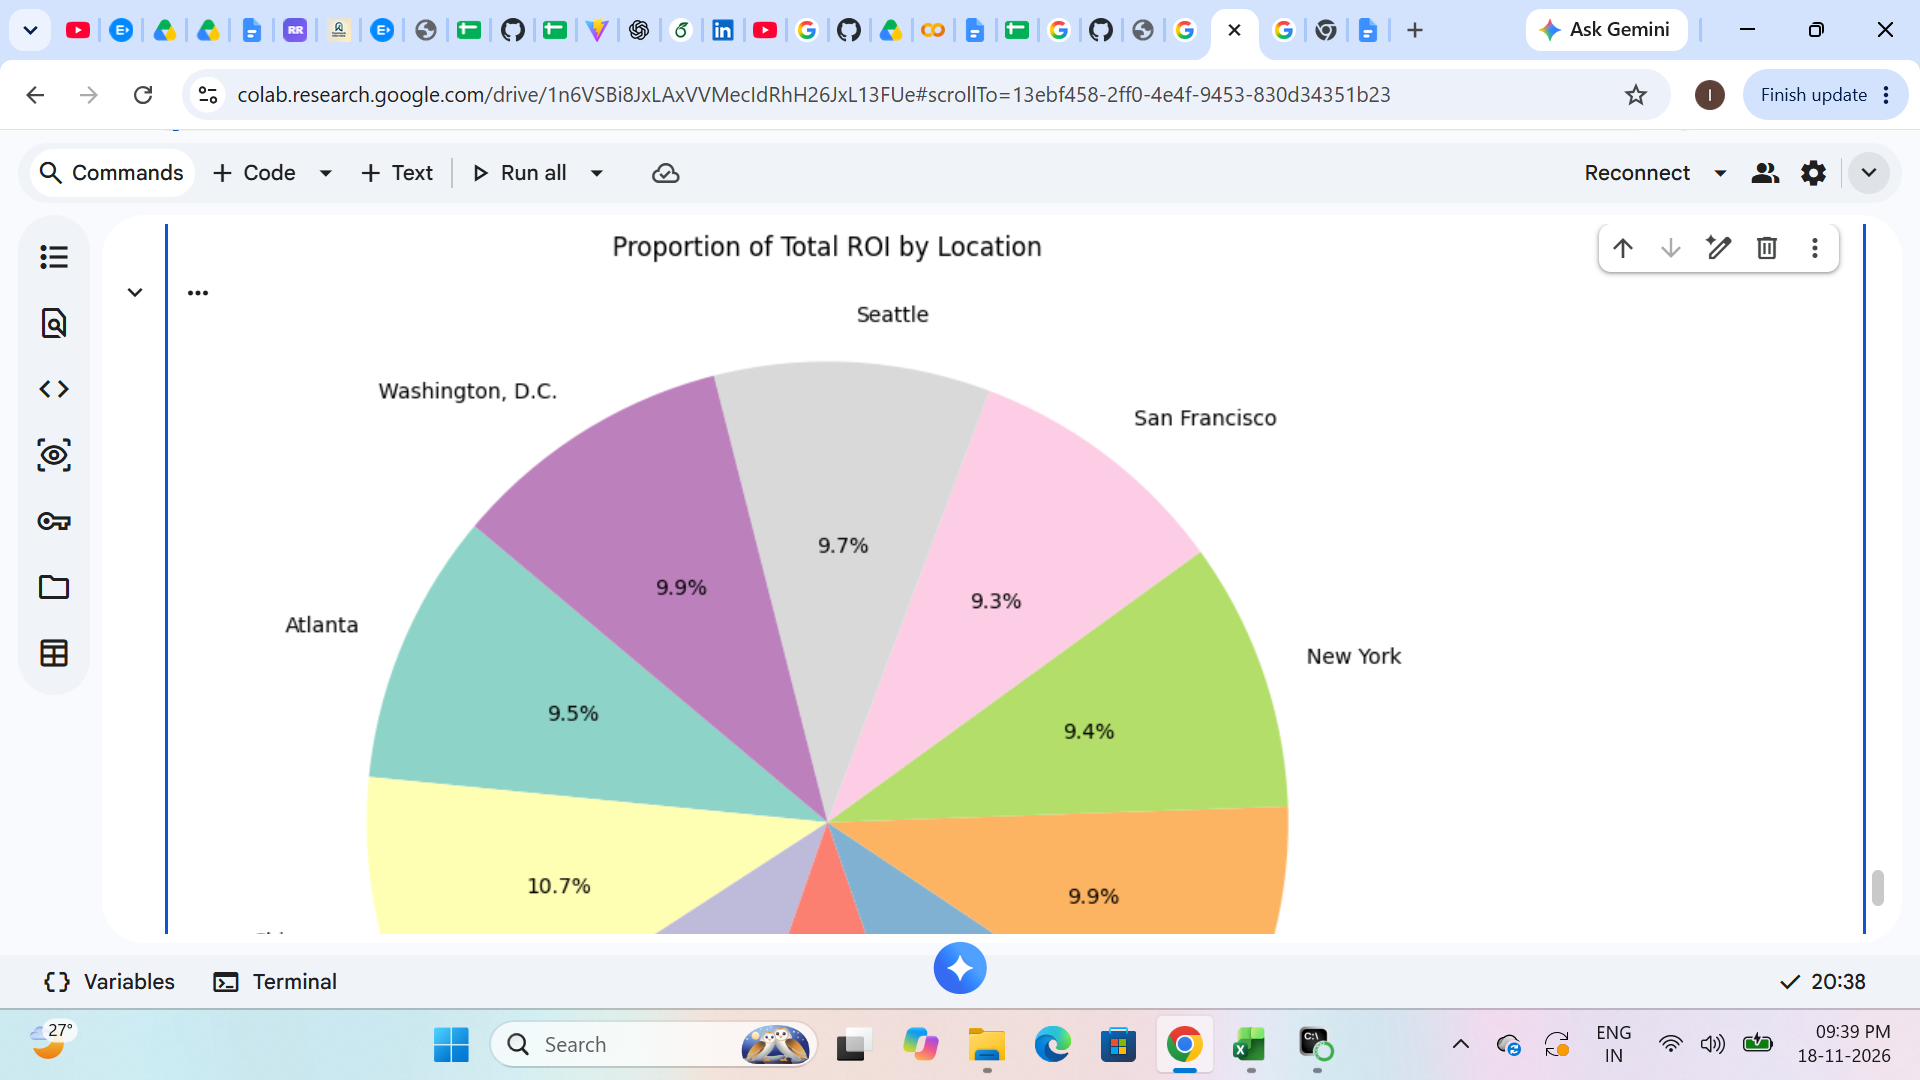 Ask Gemini
colab.research.google.com/drive/1n6VSBi8JxLAxVVMecIdRhH26JxL13FUe#scrollTo=13ebf458-2ff0-4e4f-9453-830d34351b23
I
Finish update
Commands
+ Code
+ Text
Run all
Reconnect
Proportion of Total ROI by Location
Seattle
Washington, D.C.
San Francisco
9.7%
9.9%
9.3%
Atlanta
New York
9.5%
9.4%
10.7%
9.9%
Variables
Terminal
20:38
27°
Search
ENG
IN
09:39 PM
18-11-2026